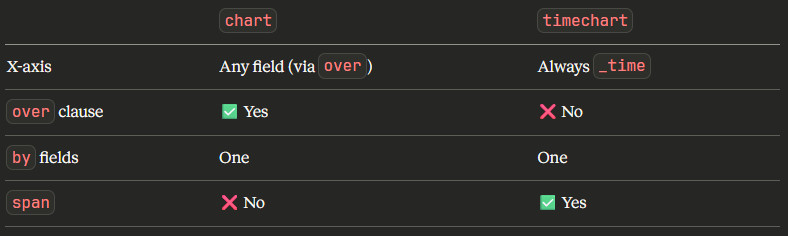 chart timechart
X-axis Any field (via over) Always _time
over clause ✅ Yes ❌ No
by fields One One
span ❌ No ✅ Yes